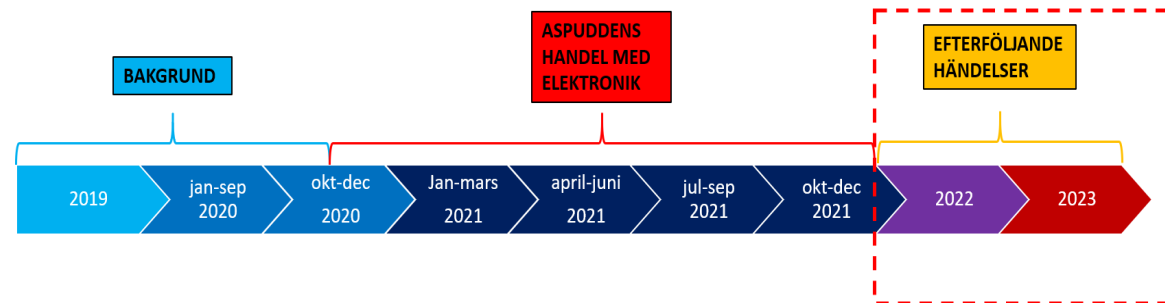 BAKGRUND
ASPUDDENS
HANDEL MED
ELEKTRONIK
EFTERFÖLJANDE
HÄNDELSER
2019
jan-sep
2020
okt-dec
2020
Jan-mars
2021
april-juni
2021
jul-sep
2021
okt-dec
2021
2022
2023